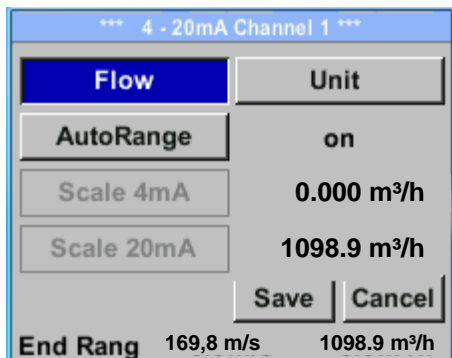 *** 4 - 20mA Channel 1 ***
Flow Unit
AutoRange on
Scale 4mA 0.000 m³/h
Scale 20mA 1098.9 m³/h
Save Cancel
End Rang 169,8 m/s 1098.9 m³/h